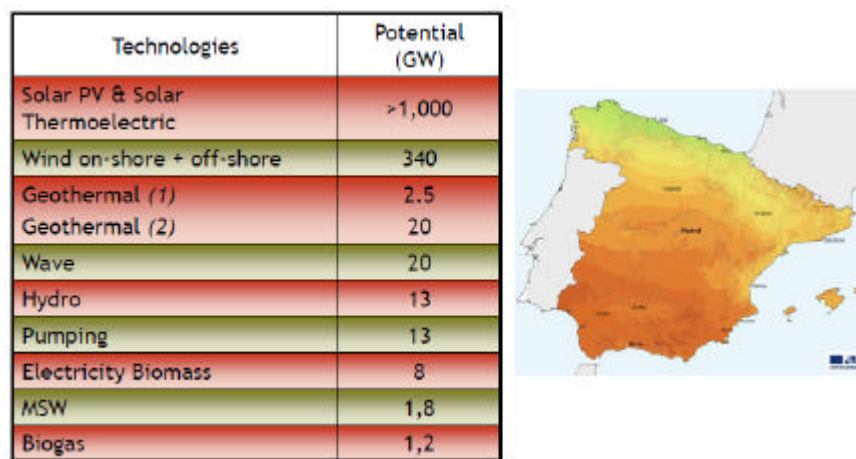 Technologies
Potential
(GW)
Solar PV & Solar
Thermoelectric
>1,000
Wind on-shore + off-shore
340
Geothermal (1)
2.5
Geothermal (2)
20
Wave
20
Hydro
13
Pumping
13
Electricity Biomass
8
MSW
1,8
Biogas
1,2
Madrid